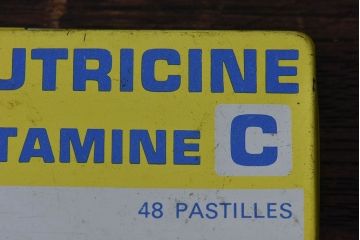 UTRICINE
TAMINE C
48 PASTILLES